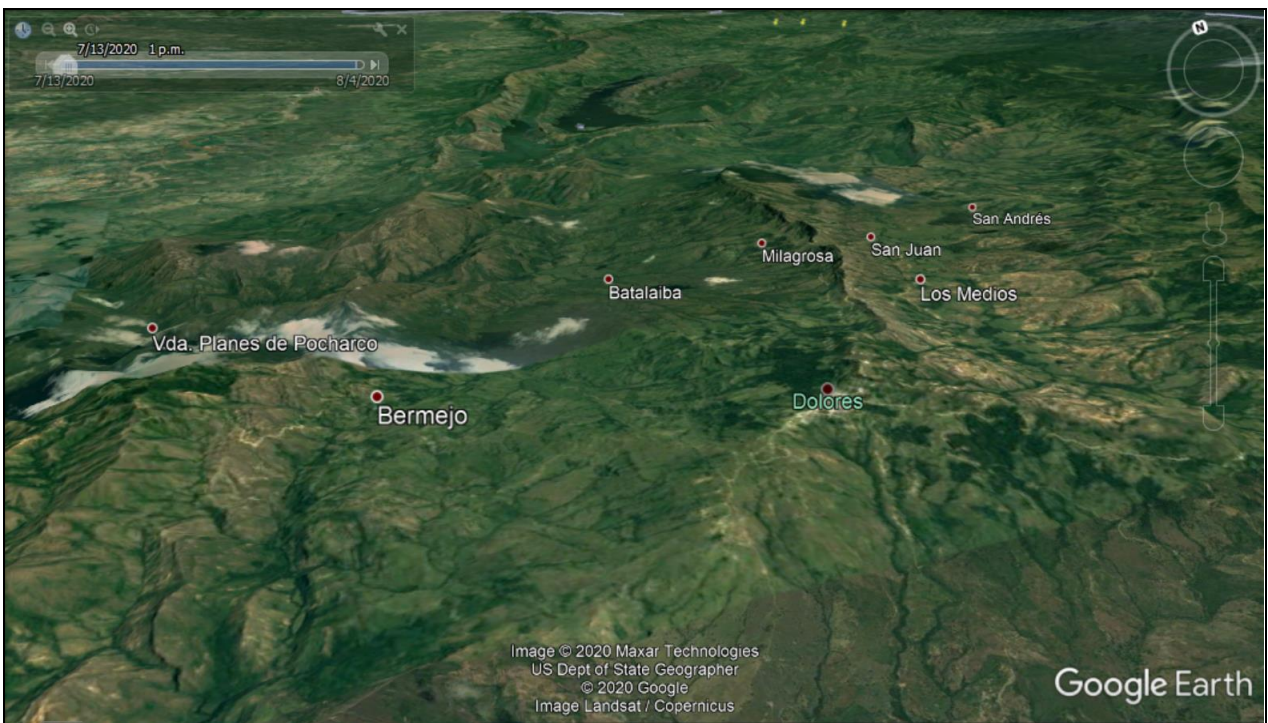 7/13/2020 1 p.m.
7/13/2020
8/4/2020
N
San Andrés
San Juan
Milagrosa
Los Medios
Batalaiba
Vda. Planes de Pocharco
Bermejo
Dolores
Image © 2020 Maxar Technologies
US Dept of State Geographer
© 2020 Google
Image Landsat / Copernicus
Google Earth